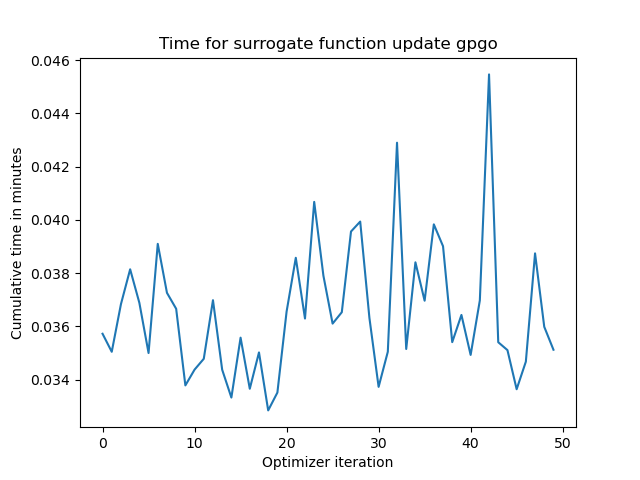 Time for surrogate function update gpgo
Cumulative time in minutes
0.046
0.044
0.042
0.040
0.038
0.036
0.034
0 10 20 30 40 50
Optimizer iteration